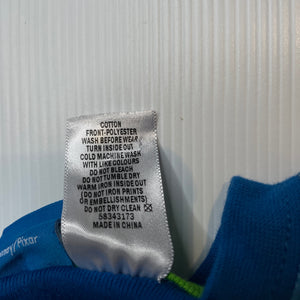 COTTON
FRONT-POLYESTER
WASH BEFORE WEAR
TURN INSIDE OUT
COLD MACHINE WASH
WITH LIKE COLOURS
DO NOT BLEACH
DO NOT TUMBLE DRY
WARM IRON INSIDE OUT
(DO NOT IRON PRINTS
OR EMBELLISHMENTS)
DO NOT DRY CLEAN
58343173
MADE IN CHINA
/Pixar